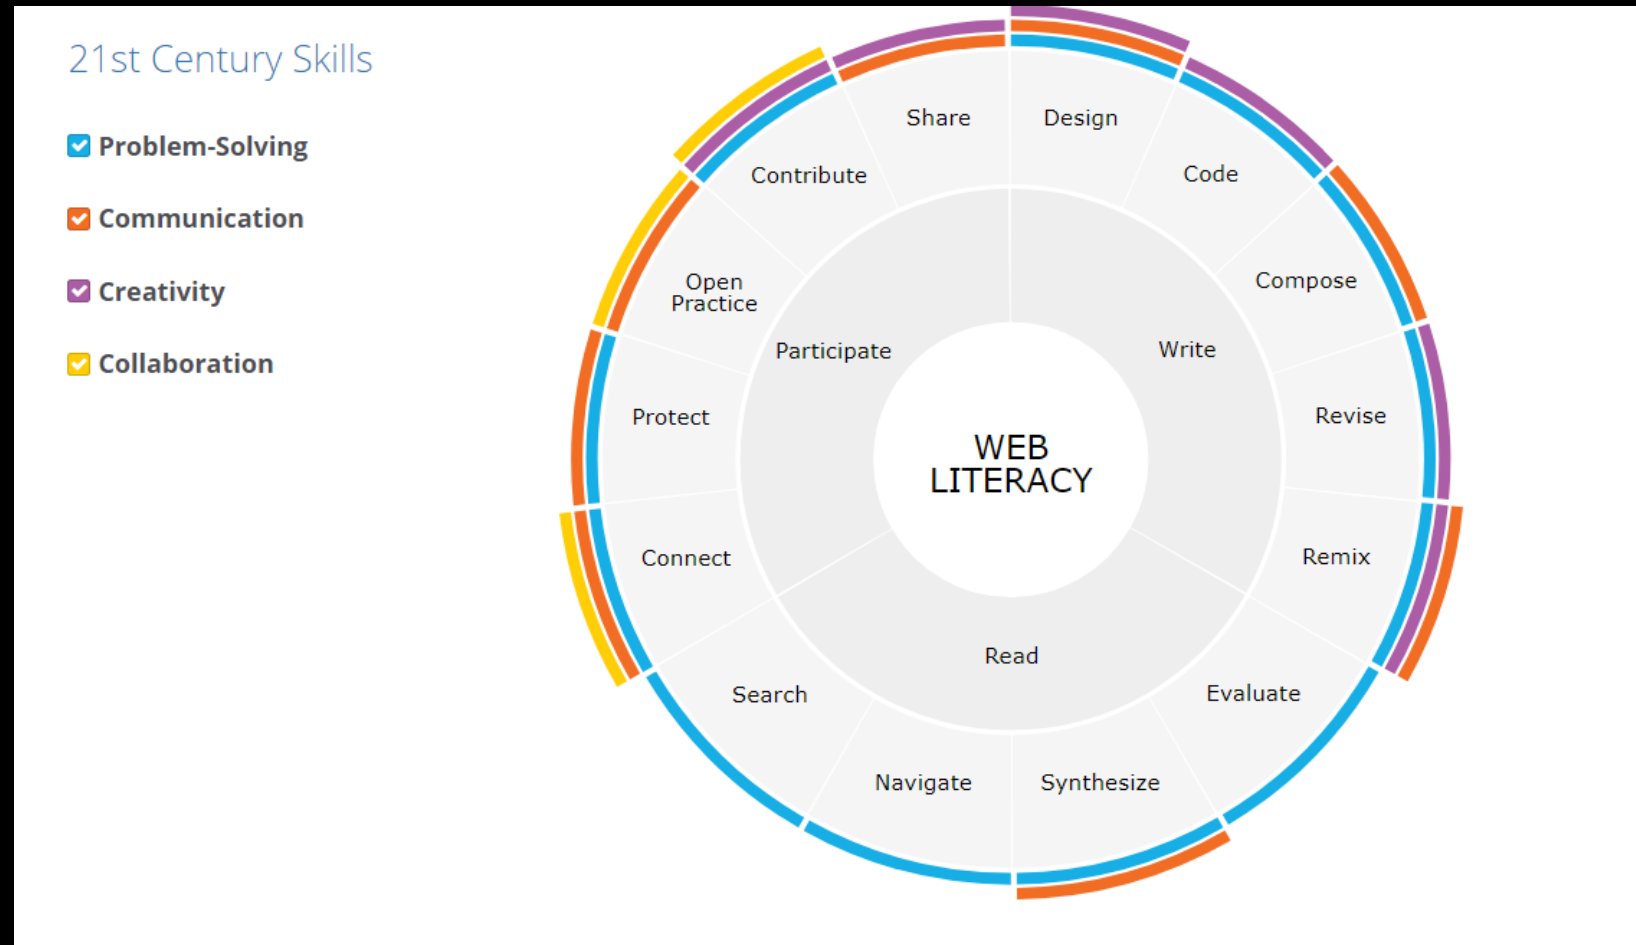 21st Century Skills
Problem-Solving
Communication
Creativity
Collaboration
Share
Design
Contribute
Code
Open
Practice
Compose
Participate
Write
Protect
Revise
WEB
LITERACY
Connect
Remix
Read
Search
Evaluate
Navigate
Synthesize